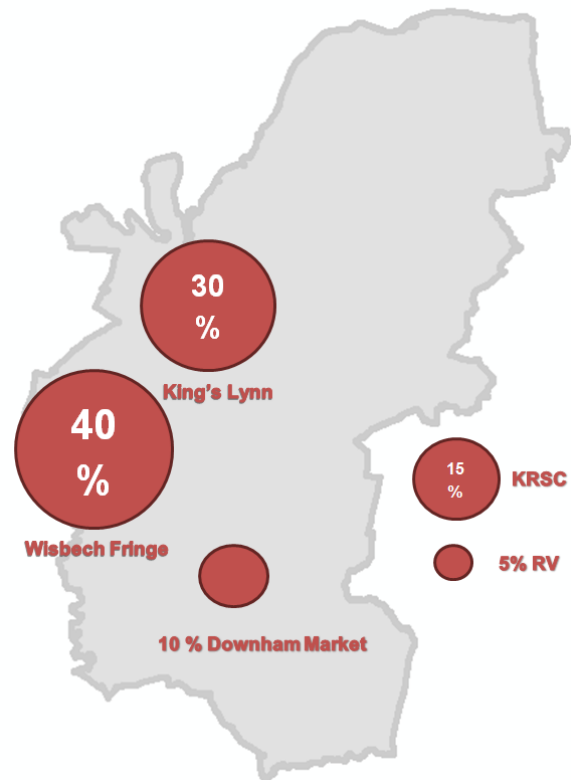 30
%
King's Lynn
40
%
Wisbech Fringe
15
%
KRSC
5% RV
10 % Downham Market